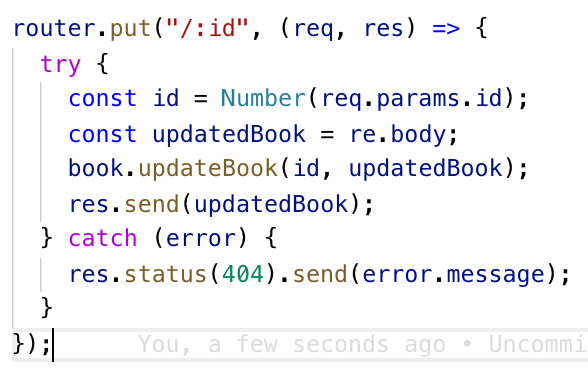 router.put("/:id", (req, res) => {
try {
const id = Number(req.params.id);
const updatedBook = re.body;
book.updateBook(id, updatedBook);
res.send(updatedBook);
} catch (error) {
res.status(404).send(error.message);
}
});    You, a few seconds ago • Uncommi